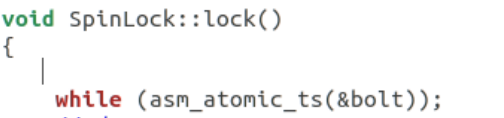 void SpinLock::lock()
{
while (asm_atomic_ts(&bolt));